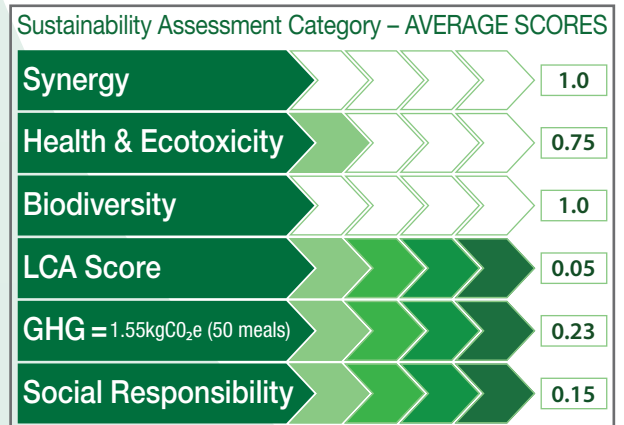 Sustainability Assessment Category – AVERAGE SCORES
Synergy 1.0
Health & Ecotoxicity 0.75
Biodiversity 1.0
LCA Score 0.05
GHG = 1.55kgC0₂e (50 meals) 0.23
Social Responsibility 0.15